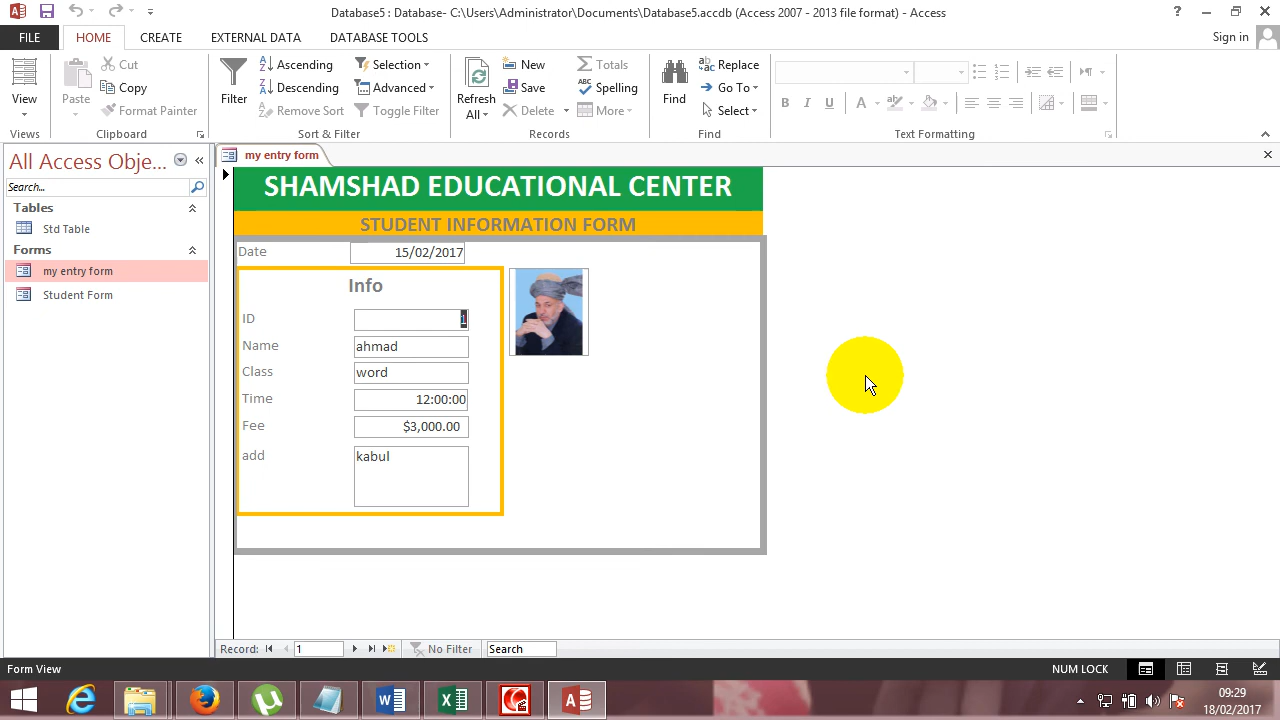 Database5 : Database- C:\Users\Administrator\Documents\Database5.accdb (Access 2007 - 2013 file format) - Access
?
FILE HOME CREATE EXTERNAL DATA DATABASE TOOLS
Sign in
View
Views
Paste
Cut
Copy
Format Painter
Clipboard
Filter
Ascending
Descending
Remove Sort
Selection
Advanced
Toggle Filter
Sort & Filter
Refresh All
New
Save
Delete
Totals
Spelling
More
Records
Find
Replace
Go To
Select
Find
B I U A
Text Formatting
All Access Obje...
Search...
Tables
Std Table
Forms
my entry form
Student Form
my entry form
SHAMSHAD EDUCATIONAL CENTER
STUDENT INFORMATION FORM
Date 15/02/2017
Info
ID 1
Name ahmad
Class word
Time 12:00:00
Fee $3,000.00
add kabul
Record: 1 No Filter Search
Form View
NUM LOCK
09:29
18/02/2017